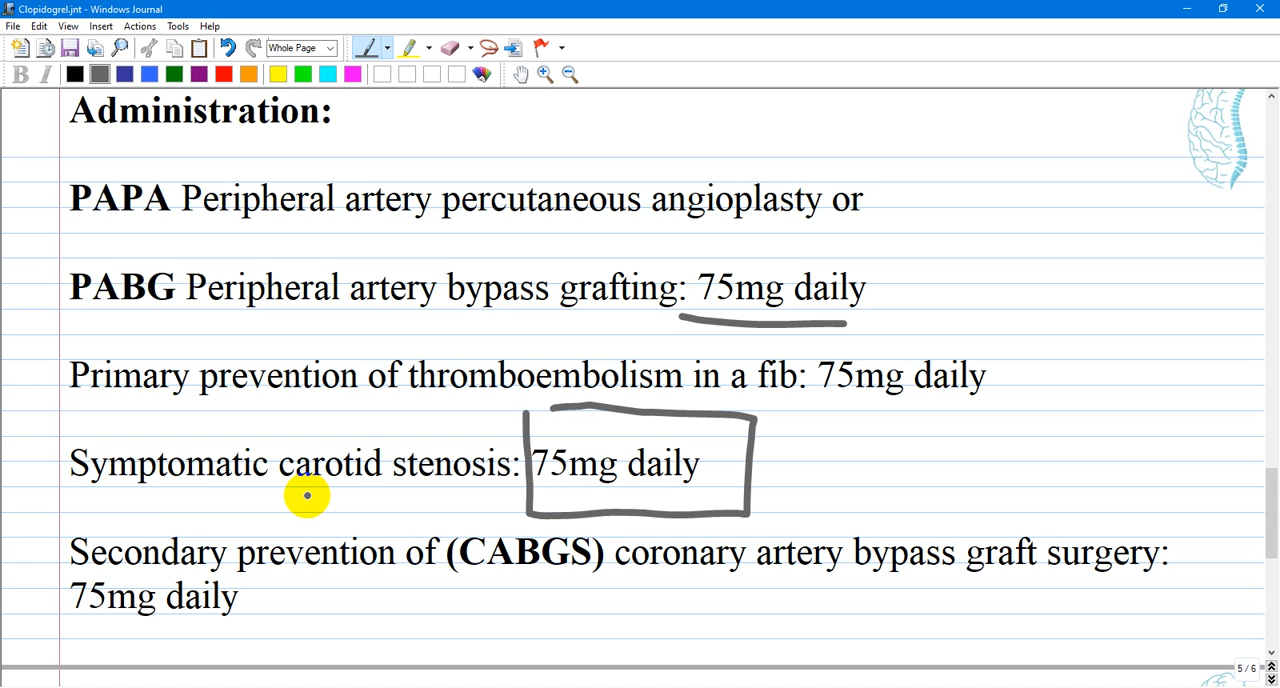 Clopidogrel.jnt - Windows Journal
File Edit View Insert Actions Tools Help
Whole Page
B I
Administration:
PAPA Peripheral artery percutaneous angioplasty or
PABG Peripheral artery bypass grafting: 75mg daily
Primary prevention of thromboembolism in a fib: 75mg daily
Symptomatic carotid stenosis: 75mg daily
Secondary prevention of (CABGS) coronary artery bypass graft surgery:
75mg daily
5 / 6